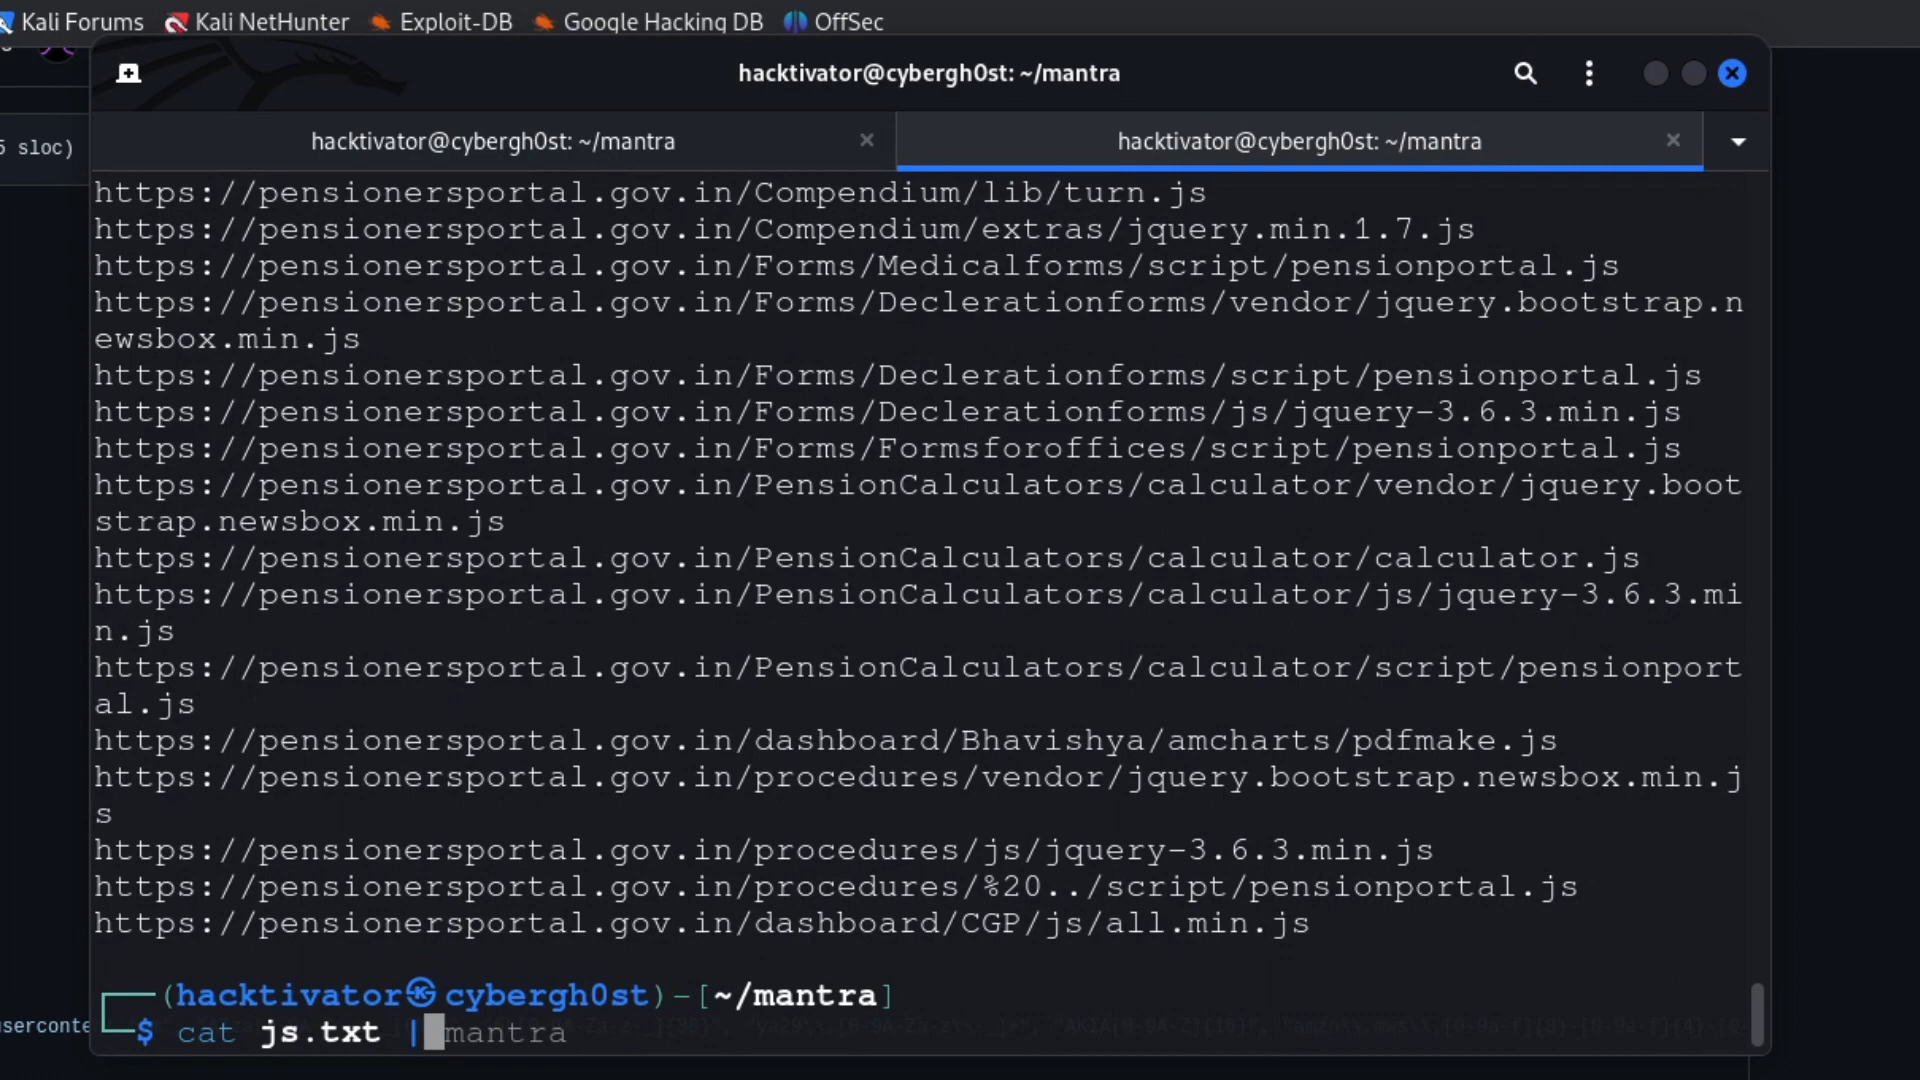 Kali Forums Kali NetHunter Exploit-DB Google Hacking DB OffSec
hacktivator@cybergh0st: ~/mantra
5 sloc)
hacktivator@cybergh0st: ~/mantra hacktivator@cybergh0st: ~/mantra
https://pensionersportal.gov.in/Compendium/lib/turn.js
https://pensionersportal.gov.in/Compendium/extras/jquery.min.1.7.js
https://pensionersportal.gov.in/Forms/Medicalforms/script/pensionportal.js
https://pensionersportal.gov.in/Forms/Declerationforms/vendor/jquery.bootstrap.n
ewsbox.min.js
https://pensionersportal.gov.in/Forms/Declerationforms/script/pensionportal.js
https://pensionersportal.gov.in/Forms/Declerationforms/js/jquery-3.6.3.min.js
https://pensionersportal.gov.in/Forms/Formsforoffices/script/pensionportal.js
https://pensionersportal.gov.in/PensionCalculators/calculator/vendor/jquery.boot
strap.newsbox.min.js
https://pensionersportal.gov.in/PensionCalculators/calculator/calculator.js
https://pensionersportal.gov.in/PensionCalculators/calculator/js/jquery-3.6.3.mi
n.js
https://pensionersportal.gov.in/PensionCalculators/calculator/script/pensionport
al.js
https://pensionersportal.gov.in/dashboard/Bhavishya/amcharts/pdfmake.js
https://pensionersportal.gov.in/procedures/vendor/jquery.bootstrap.newsbox.min.j
s
https://pensionersportal.gov.in/procedures/js/jquery-3.6.3.min.js
https://pensionersportal.gov.in/procedures/%20../script/pensionportal.js
https://pensionersportal.gov.in/dashboard/CGP/js/all.min.js
(hacktivator㉿cybergh0st)-[~/mantra]
$ cat js.txt | mantra
serconte